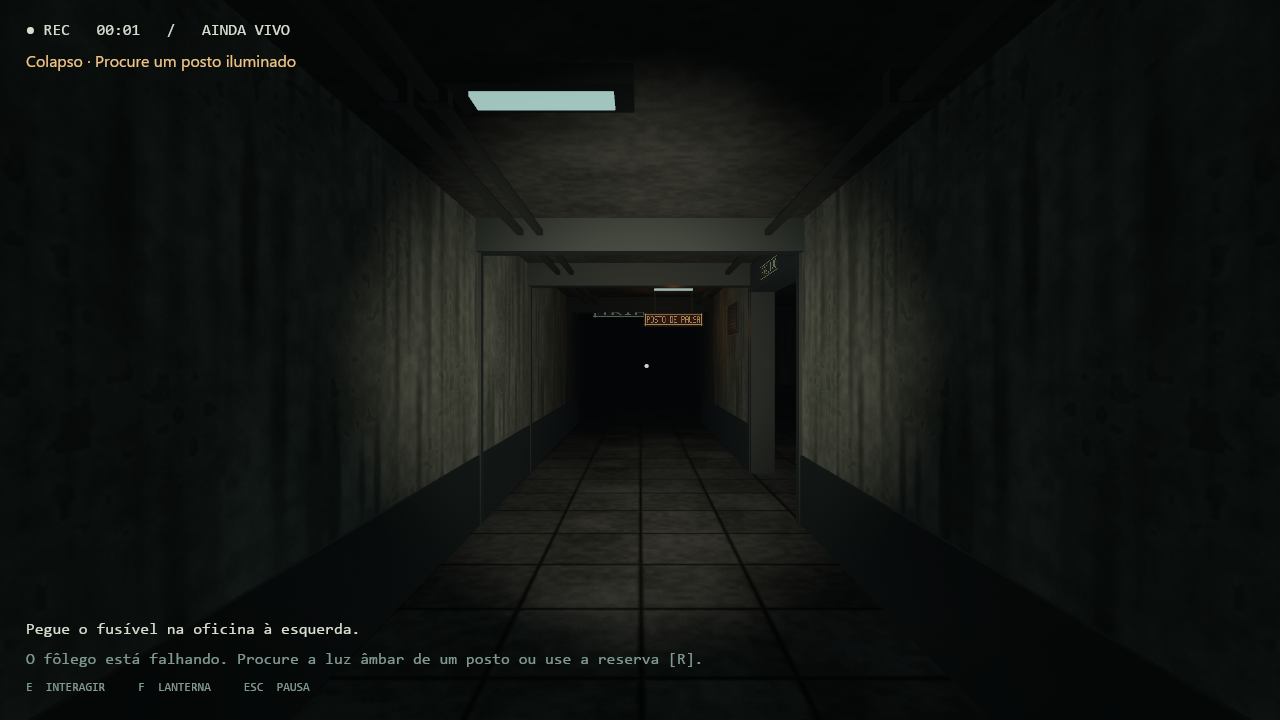 ● REC 00:01 / AINDA VIVO
Colapso · Procure um posto iluminado
POSTO DE PAUSA
Pegue o fusível na oficina à esquerda.
O fôlego está falhando. Procure a luz âmbar de um posto ou use a reserva [R].
E INTERAGIR F LANTERNA ESC PAUSA